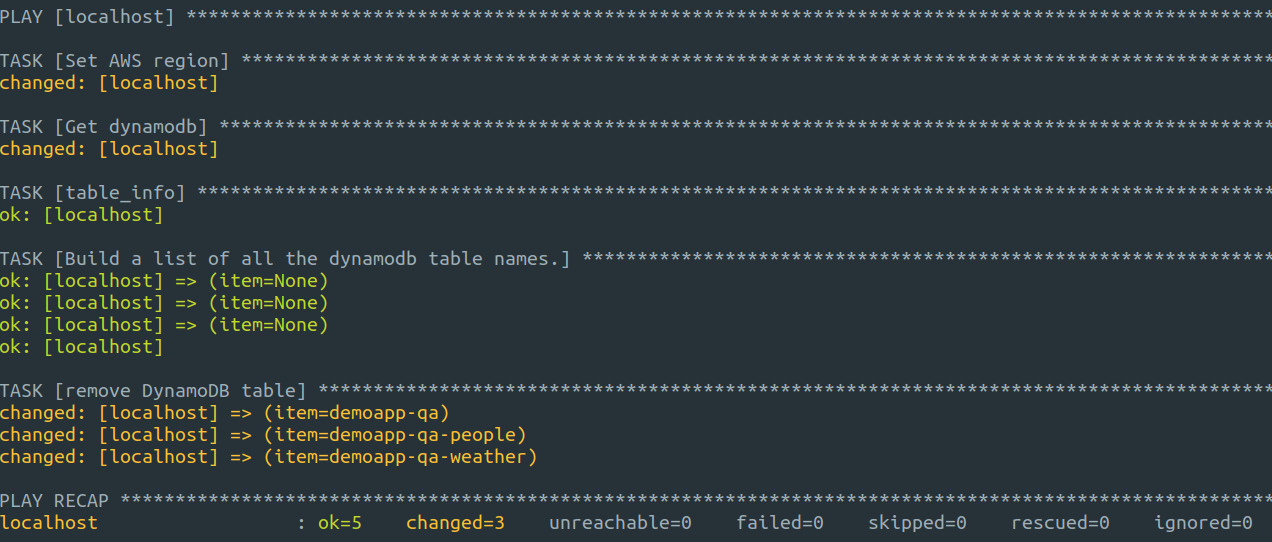 PLAY [localhost] ****************************************************************************************************
TASK [Set AWS region] ***********************************************************************************************
changed: [localhost]
TASK [Get dynamodb] *************************************************************************************************
changed: [localhost]
TASK [table_info] ***************************************************************************************************
ok: [localhost]
TASK [Build a list of all the dynamodb table names.] ****************************************************************
ok: [localhost] => (item=None)
ok: [localhost] => (item=None)
ok: [localhost] => (item=None)
ok: [localhost]
TASK [remove DynamoDB table] ****************************************************************************************
changed: [localhost] => (item=demoapp-qa)
changed: [localhost] => (item=demoapp-qa-people)
changed: [localhost] => (item=demoapp-qa-weather)
PLAY RECAP **********************************************************************************************************
localhost                  : ok=5    changed=3    unreachable=0    failed=0    skipped=0    rescued=0    ignored=0